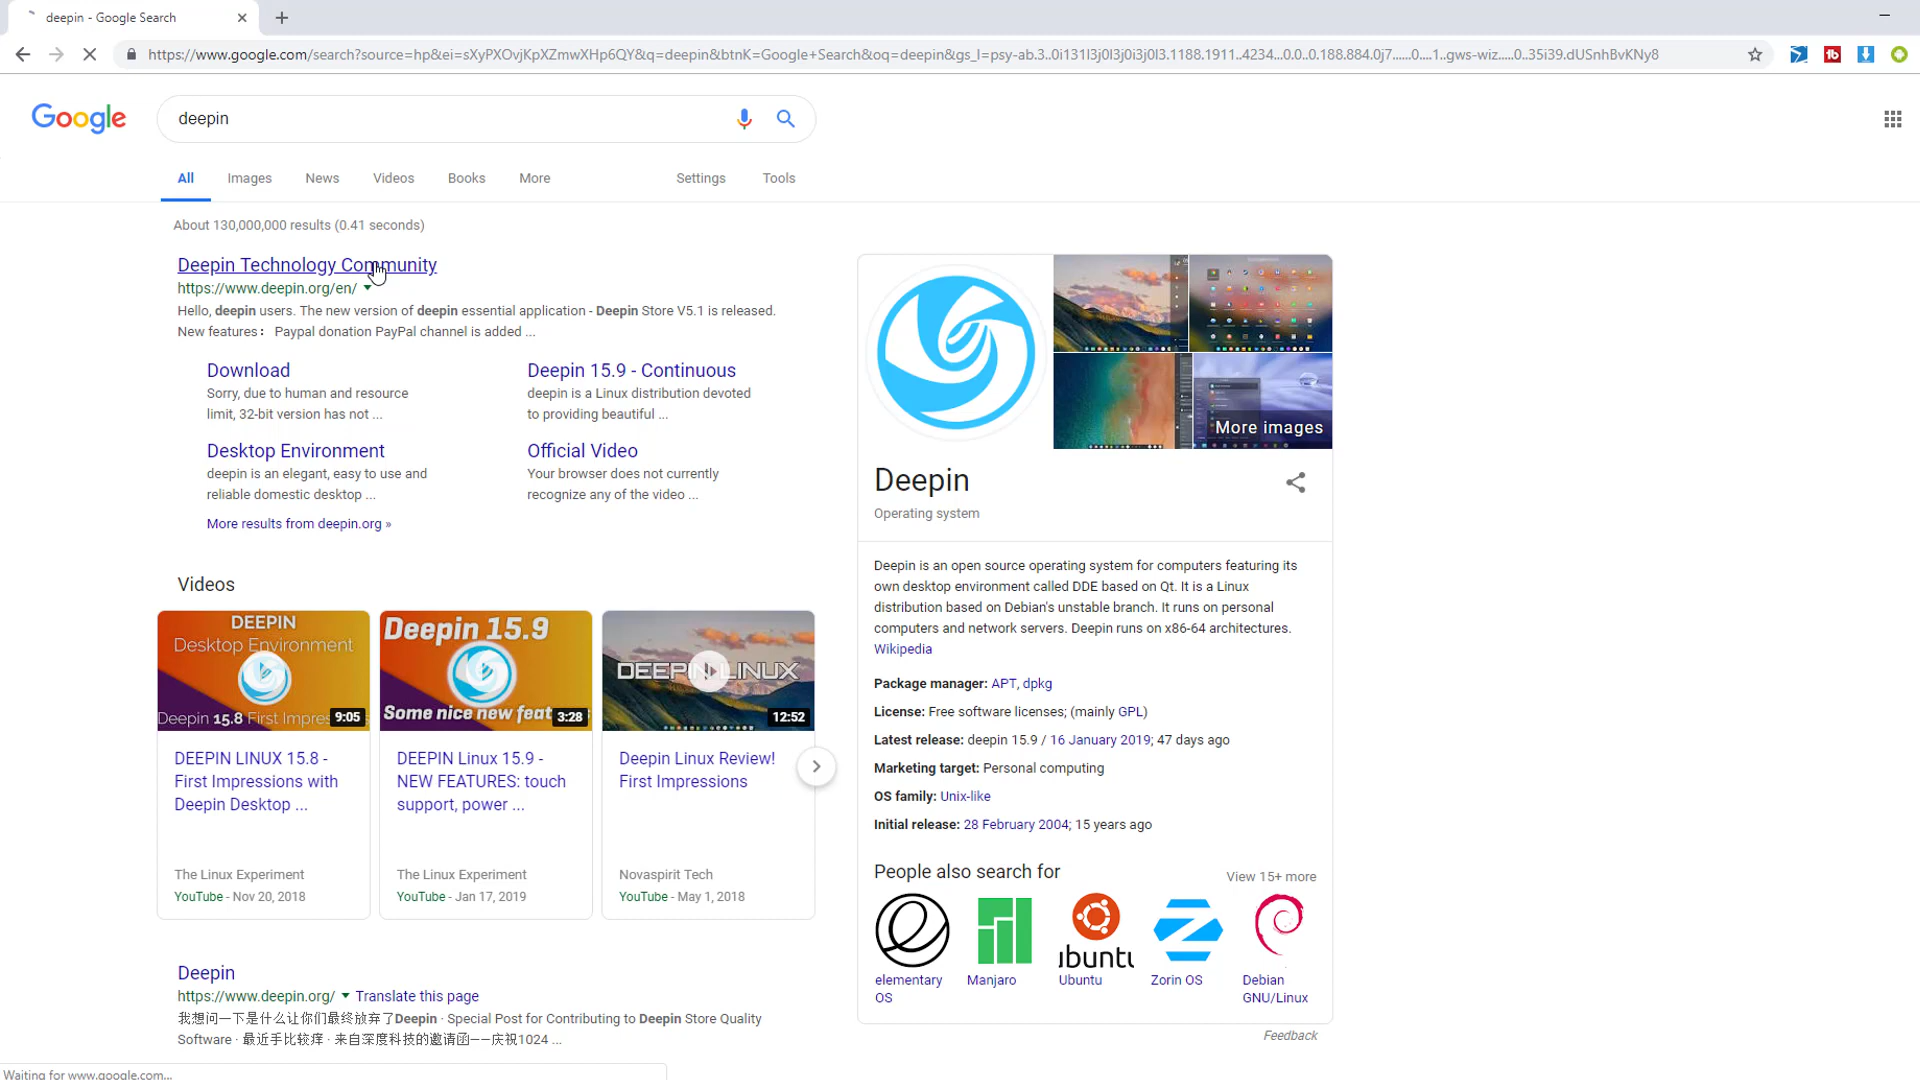 deepin - Google Search
https://www.google.com/search?source=hp&ei=sXyPXOvjKpXZmwXHp6QY&q=deepin&btnK=Google+Search&oq=deepin&gs_l=psy-ab.3..0i131l3j0l3j0i3j0l3.1188.1911..4234...0.0..0.188.884.0j7......0....1..gws-wiz.....0..35i39.dUSnhBvKNy8
Google
deepin
All Images News Videos Books More Settings Tools
About 130,000,000 results (0.41 seconds)
Deepin Technology Community
https://www.deepin.org/en/
Hello, deepin users. The new version of deepin essential application - Deepin Store V5.1 is released.
New features： Paypal donation PayPal channel is added ...
Download
Sorry, due to human and resource
limit, 32-bit version has not ...
Deepin 15.9 - Continuous
deepin is a Linux distribution devoted
to providing beautiful ...
Desktop Environment
deepin is an elegant, easy to use and
reliable domestic desktop ...
Official Video
Your browser does not currently
recognize any of the video ...
More results from deepin.org »
Videos
DEEPIN
Desktop Environment
Deepin 15.8 First Impres
9:05
DEEPIN LINUX 15.8 -
First Impressions with
Deepin Desktop ...
The Linux Experiment
YouTube - Nov 20, 2018
Deepin 15.9
Some nice new feat
3:28
DEEPIN Linux 15.9 -
NEW FEATURES: touch
support, power ...
The Linux Experiment
YouTube - Jan 17, 2019
DEEPIN LINUX
12:52
Deepin Linux Review!
First Impressions
Novaspirit Tech
YouTube - May 1, 2018
Deepin
https://www.deepin.org/ Translate this page
我想问一下是什么让你们最终放弃了Deepin · Special Post for Contributing to Deepin Store Quality
Software · 最近手比较痒 · 来自深度科技的邀请函——庆祝1024 ...
More images
Deepin
Operating system
Deepin is an open source operating system for computers featuring its
own desktop environment called DDE based on Qt. It is a Linux
distribution based on Debian's unstable branch. It runs on personal
computers and network servers. Deepin runs on x86-64 architectures.
Wikipedia
Package manager: APT, dpkg
License: Free software licenses; (mainly GPL)
Latest release: deepin 15.9 / 16 January 2019; 47 days ago
Marketing target: Personal computing
OS family: Unix-like
Initial release: 28 February 2004; 15 years ago
People also search for
View 15+ more
ubuntu
elementary
OS
Manjaro
Ubuntu
Zorin OS
Debian
GNU/Linux
Feedback
Waiting for www.google.com...